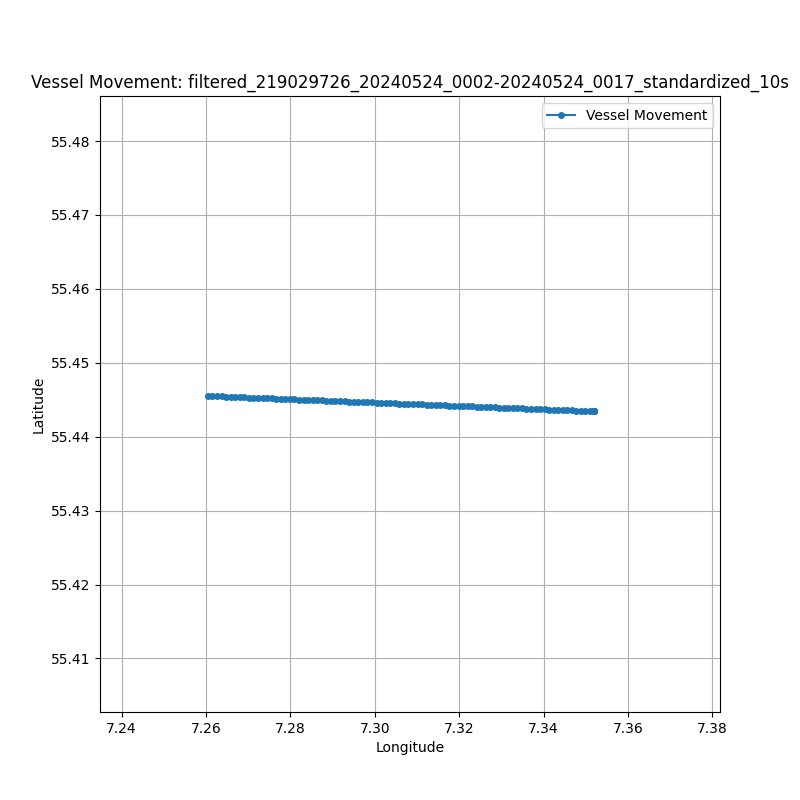 Vessel Movement: filtered_219029726_20240524_0002-20240524_0017_standardized_10s
Vessel Movement
55.48
55.47
55.46
55.45
55.44
55.43
55.42
55.41
Latitude
7.24 7.26 7.28 7.30 7.32 7.34 7.36 7.38
Longitude